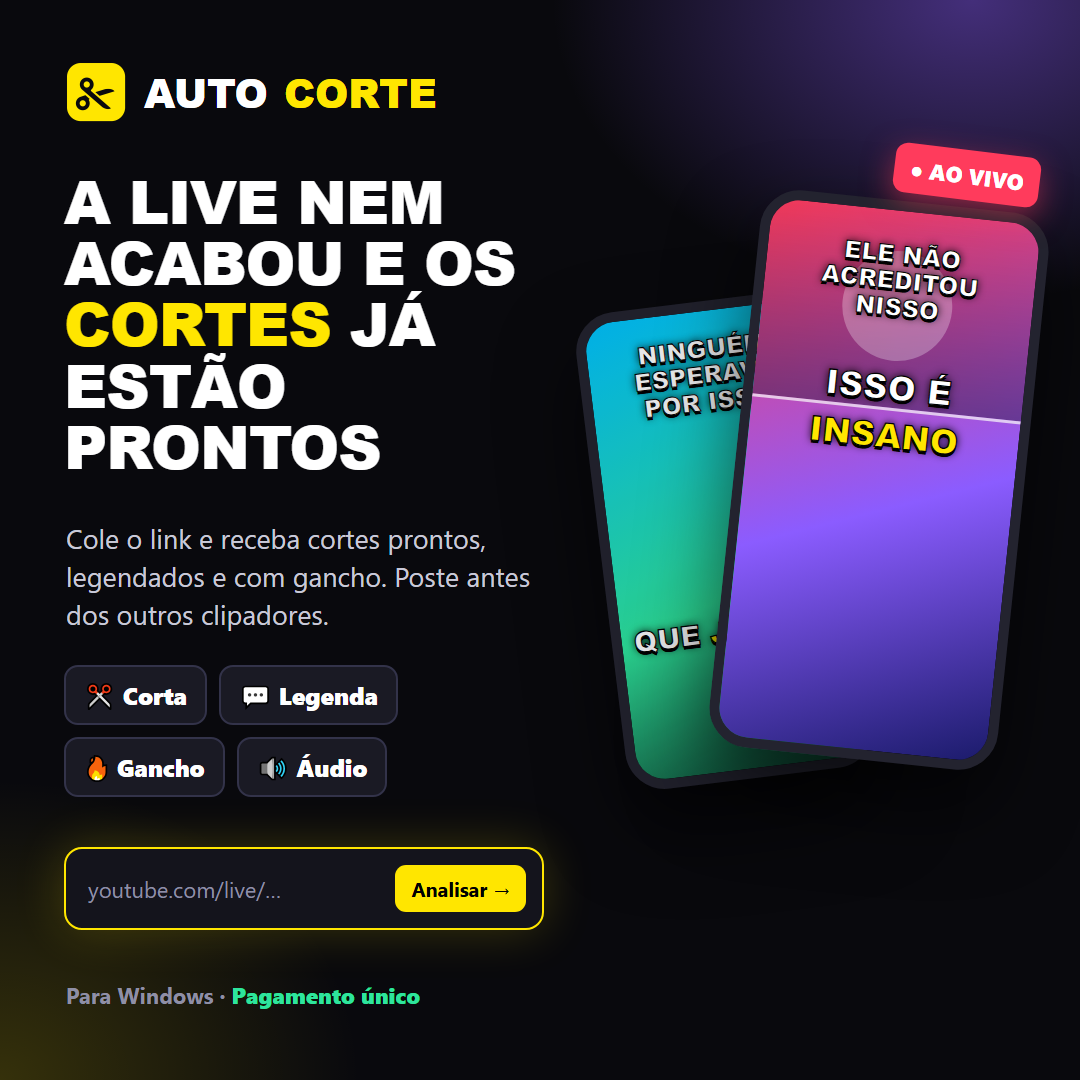 AUTO CORTE
A LIVE NEM
ACABOU E OS
CORTES JÁ
ESTÃO
PRONTOS
Cole o link e receba cortes prontos,
legendados e com gancho. Poste antes
dos outros clipadores.
Corta
Legenda
Gancho
Áudio
youtube.com/live/...
Analisar →
Para Windows · Pagamento único
QUE
• AO VIVO
ELE NÃO
ACREDITOU
NISSO
ISSO É
INSANO